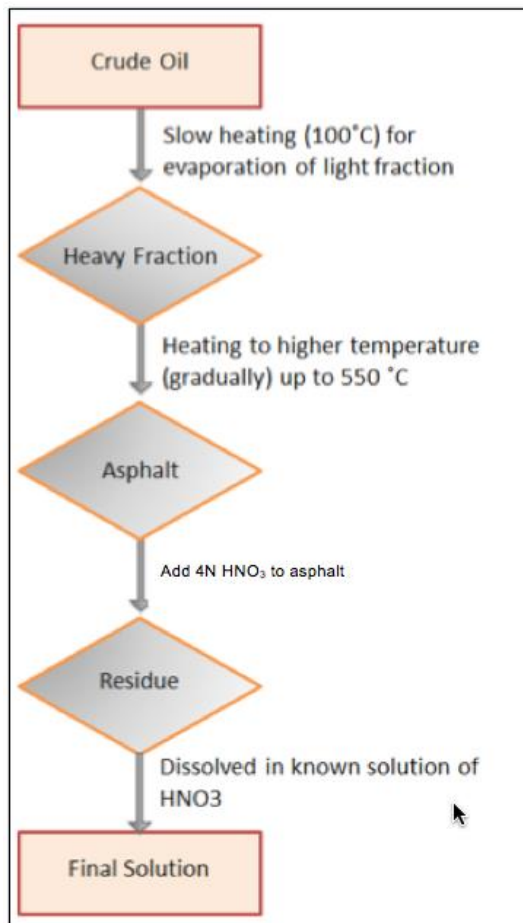 Crude Oil
Slow heating (100˚C) for
evaporation of light fraction
Heavy Fraction
Heating to higher temperature
(gradually) up to 550 ˚C
Asphalt
Add 4N HNO₃ to asphalt
Residue
Dissolved in known solution of
HNO3
Final Solution